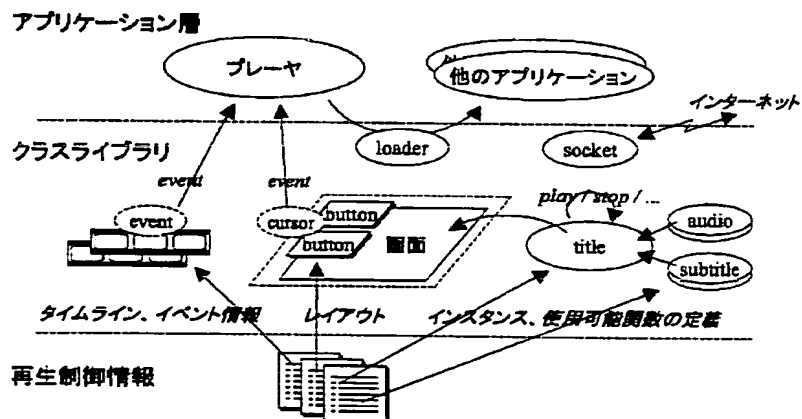 アプリケーション層
プレーヤ
他のアプリケーション
インターネット
loader
クラスライブラリ
socket
event
event
play / stop / ...
event
cursor
button
button
画面
title
audio
subtitle
タイムライン、イベント情報
レイアウト
インスタンス、使用可能関数の定義
再生制御情報